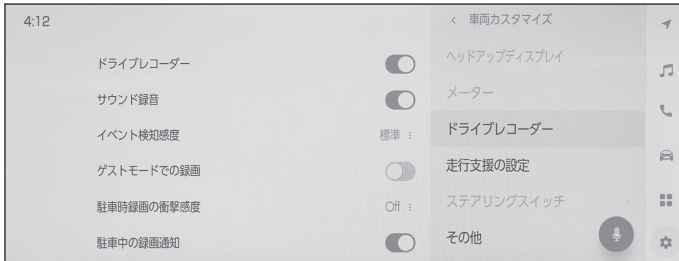 4:12
ドライブレコーダー
サウンド録音
イベント検知感度 標準
ゲストモードでの録画
駐車時録画の衝撃感度 Off
駐車中の録画通知
車両カスタマイズ
ヘッドアップディスプレイ
メーター
ドライブレコーダー
走行支援の設定
ステアリングスイッチ
その他